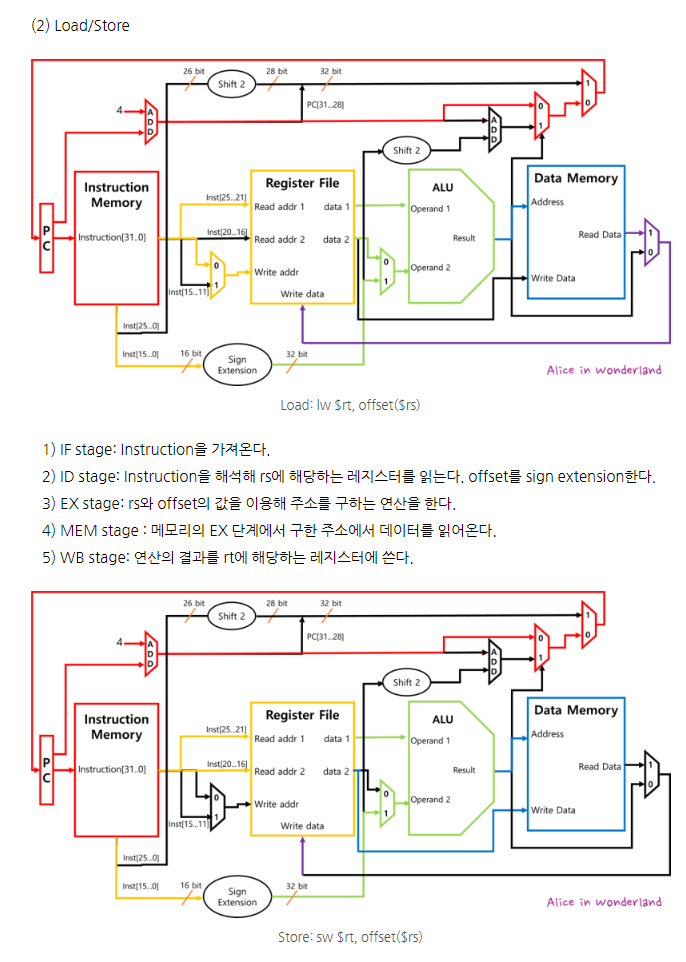 (2) Load/Store
26 bit 28 bit 32 bit
Shift 2
4 ADD PC[31..28] 0 1 0 1
ADD
Shift 2
Instruction Memory
Register File
ALU
Data Memory
Inst[25..21]
Read addr 1 data 1 Operand 1 Address
PC Instruction[31..0] Inst[20..16] Read addr 2 data 2 Result Read Data 1 0
0 1 Write addr 0 1 Operand 2 Write Data
Inst[15..11] Write data
Inst[25..0]
Inst[15..0] 16 bit Sign Extension 32 bit
Alice in wonderland
Load: lw $rt, offset($rs)
1) IF stage: Instruction을 가져온다.
2) ID stage: Instruction을 해석해 rs에 해당하는 레지스터를 읽는다. offset를 sign extension한다.
3) EX stage: rs와 offset의 값을 이용해 주소를 구하는 연산을 한다.
4) MEM stage : 메모리의 EX 단계에서 구한 주소에서 데이터를 읽어온다.
5) WB stage: 연산의 결과를 rt에 해당하는 레지스터에 쓴다.
26 bit 28 bit 32 bit
Shift 2
4 ADD PC[31..28] 0 1 0 1
ADD
Shift 2
Instruction Memory
Register File
ALU
Data Memory
Inst[25..21]
Read addr 1 data 1 Operand 1 Address
PC Instruction[31..0] Inst[20..16] Read addr 2 data 2 Result Read Data 1 0
0 1 Write addr 0 1 Operand 2 Write Data
Inst[15..11] Write data
Inst[25..0]
Inst[15..0] 16 bit Sign Extension 32 bit
Alice in wonderland
Store: sw $rt, offset($rs)